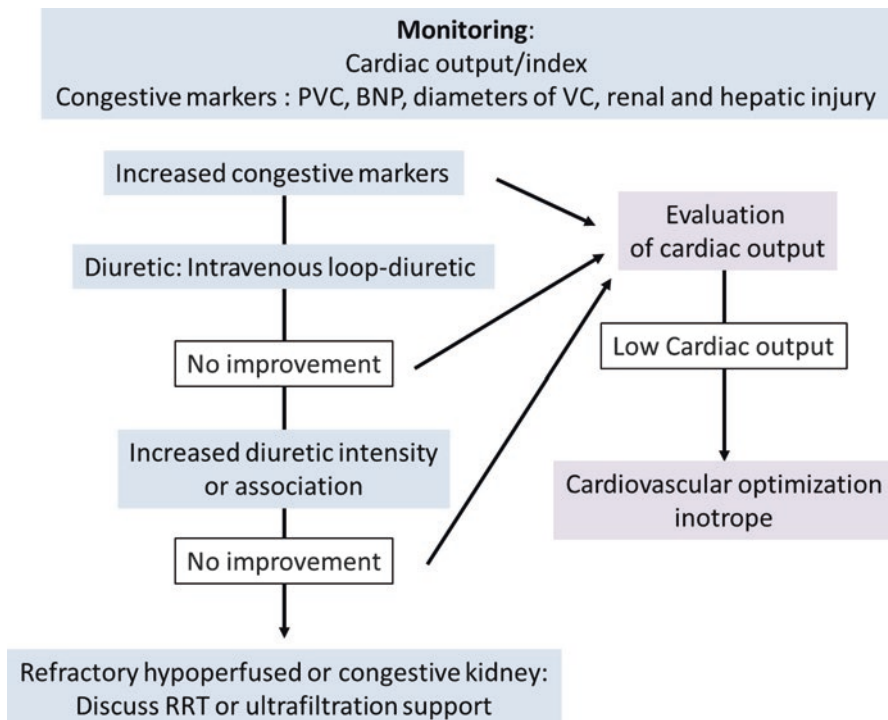 Monitoring:
Cardiac output/index
Congestive markers : PVC, BNP, diameters of VC, renal and hepatic injury
Increased congestive markers
Evaluation
of cardiac output
Diuretic: Intravenous loop-diuretic
Low Cardiac output
No improvement
Increased diuretic intensity
or association
Cardiovascular optimization
inotrope
No improvement
Refractory hypoperfused or congestive kidney:
Discuss RRT or ultrafiltration support